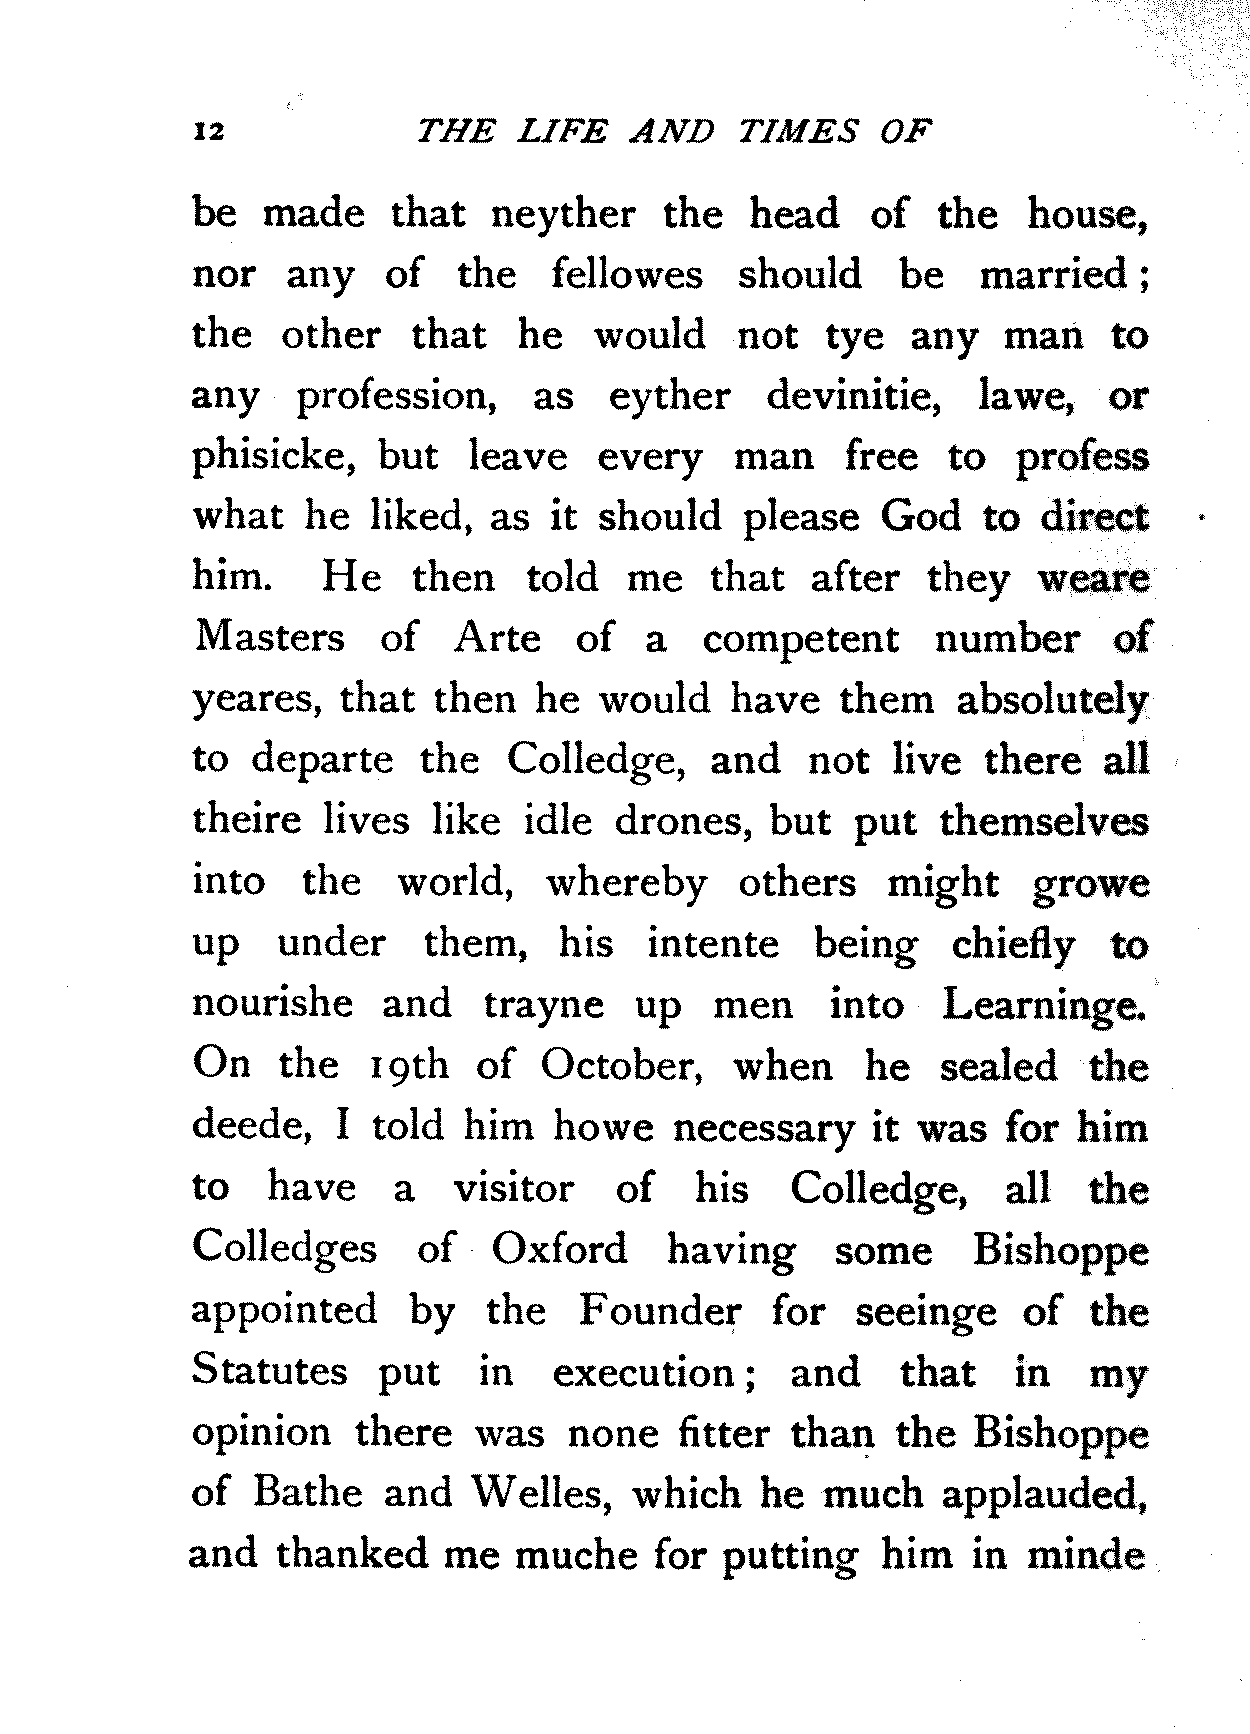 12 THE LIFE AND TIMES OF
be made that neyther the head of the house,
nor any of the fellowes should be married ;
the other that he would not tye any man to
any profession, as eyther devinitie, lawe, or
phisicke, but leave every man free to profess
what he liked, as it should please God to direct
him. He then told me that after they weare
Masters of Arte of a competent number of
yeares, that then he would have them absolutely
to departe the Colledge, and not live there all
theire lives like idle drones, but put themselves
into the world, whereby others might growe
up under them, his intente being chiefly to
nourishe and trayne up men into Learninge.
On the 19th of October, when he sealed the
deede, I told him howe necessary it was for him
to have a visitor of his Colledge, all the
Colledges of Oxford having some Bishoppe
appointed by the Founder for seeinge of the
Statutes put in execution ; and that in my
opinion there was none fitter than the Bishoppe
of Bathe and Welles, which he much applauded,
and thanked me muche for putting him in minde